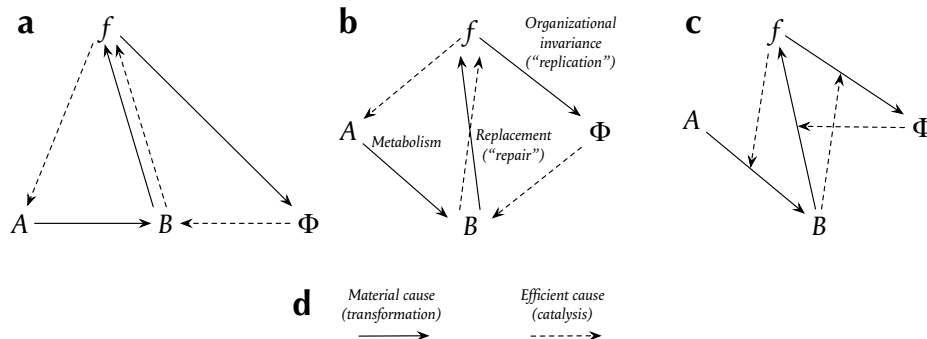 a
f
A
B
Φ
b
f
Organizational
invariance
(“replication”)
A
Metabolism
Replacement
(“repair”)
Φ
B
c
f
A
Φ
B
d
Material cause
(transformation)
Efficient cause
(catalysis)